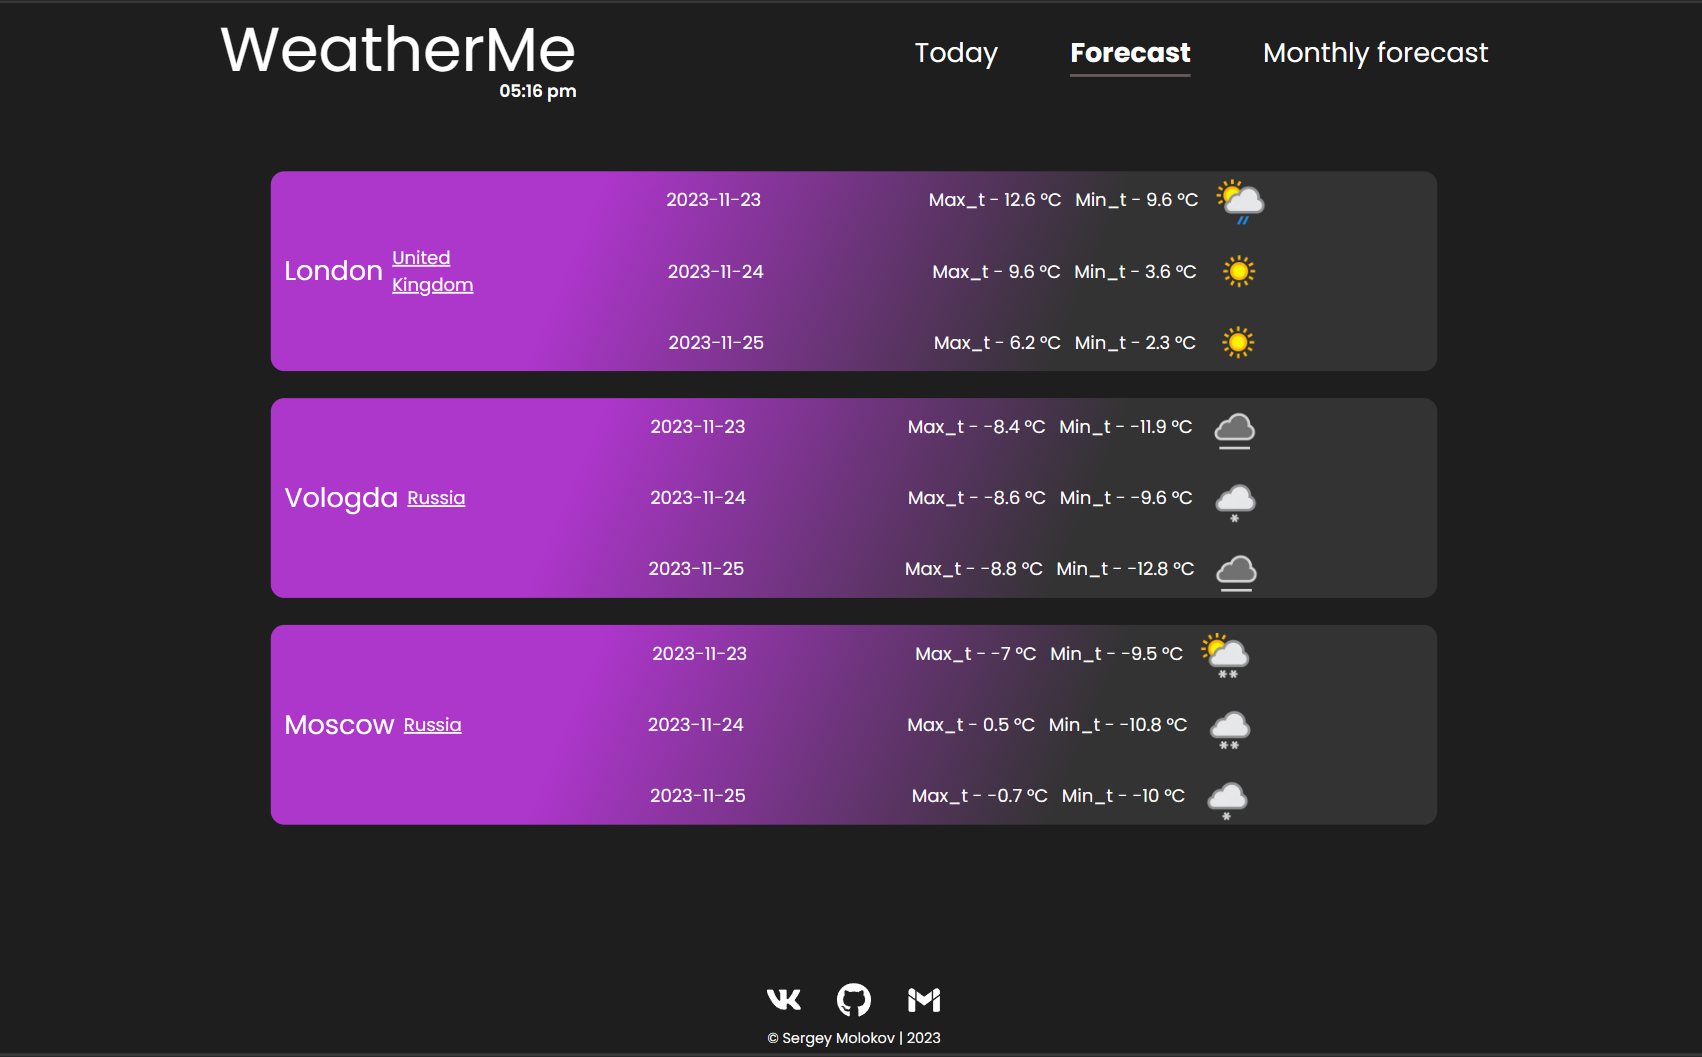 WeatherMe
05:16 pm
Today Forecast Monthly forecast
London United Kingdom
2023-11-23 Max_t - 12.6 °C Min_t - 9.6 °C
2023-11-24 Max_t - 9.6 °C Min_t - 3.6 °C
2023-11-25 Max_t - 6.2 °C Min_t - 2.3 °C
Vologda Russia
2023-11-23 Max_t - -8.4 °C Min_t - -11.9 °C
2023-11-24 Max_t - -8.6 °C Min_t - -9.6 °C
2023-11-25 Max_t - -8.8 °C Min_t - -12.8 °C
Moscow Russia
2023-11-23 Max_t - -7 °C Min_t - -9.5 °C
2023-11-24 Max_t - 0.5 °C Min_t - -10.8 °C
2023-11-25 Max_t - -0.7 °C Min_t - -10 °C
© Sergey Molokov | 2023